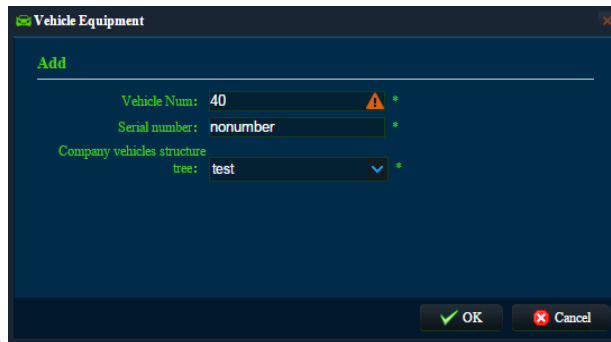 Vehicle Equipment
Add
Vehicle Num: 40 *
Serial number: nonumber *
Company vehicles structure
tree: test *
OK Cancel